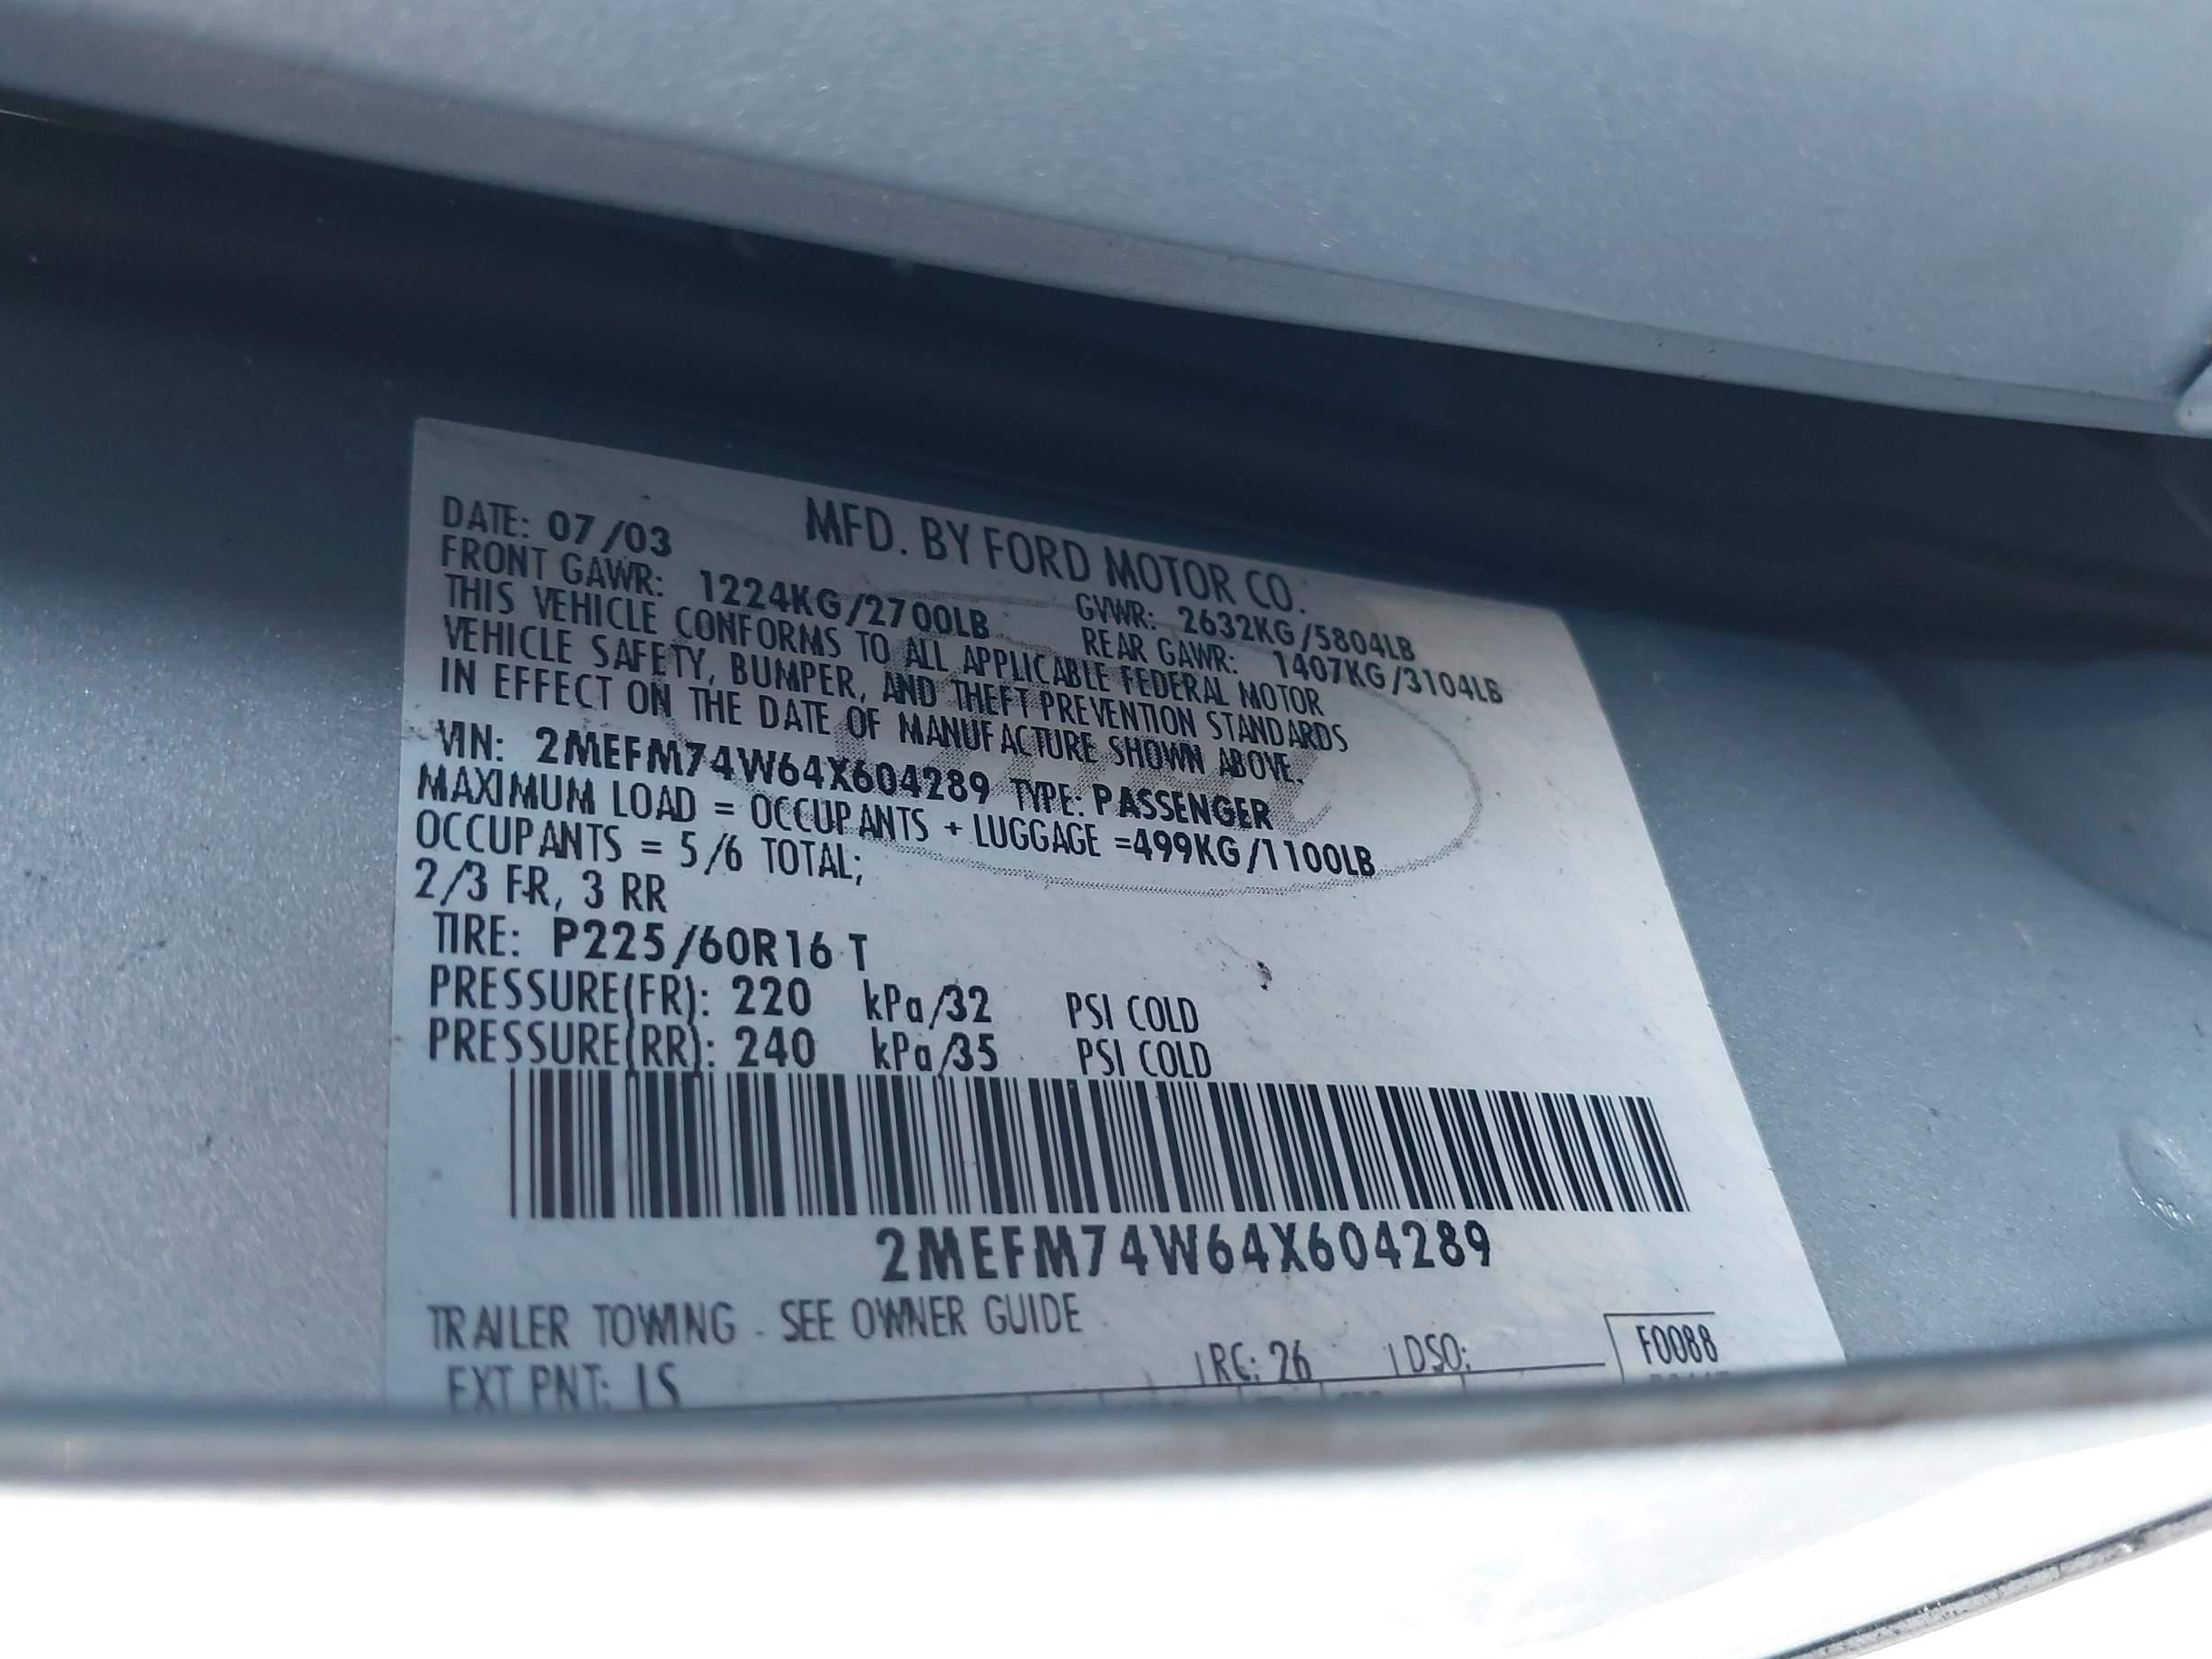 MFD. BY FORD MOTOR CO.
DATE: 07/03 GVWR: 2632KG/5804LB
FRONT GAWR: 1224KG/2700LB REAR GAWR: 1407KG/3104LB
THIS VEHICLE CONFORMS TO ALL APPLICABLE FEDERAL MOTOR
VEHICLE SAFETY, BUMPER, AND THEFT PREVENTION STANDARDS
IN EFFECT ON THE DATE OF MANUFACTURE SHOWN ABOVE.
VIN: 2MEFM74W64X604289 TYPE: PASSENGER
MAXIMUM LOAD = OCCUPANTS + LUGGAGE =499KG/1100LB
OCCUPANTS = 5/6 TOTAL;
2/3 FR, 3 RR
TIRE: P225/60R16 T
PRESSURE(FR): 220 kPa/32 PSI COLD
PRESSURE(RR): 240 kPa/35 PSI COLD
2MEFM74W64X604289
TRAILER TOWING - SEE OWNER GUIDE
EXT PNT: LS RC: 26 DSO: F0088